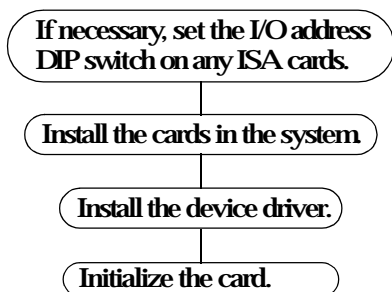 If necessary, set the I/O address
DIP switch on any ISA cards.
Install the cards in the system.
Install the device driver.
Initialize the card.